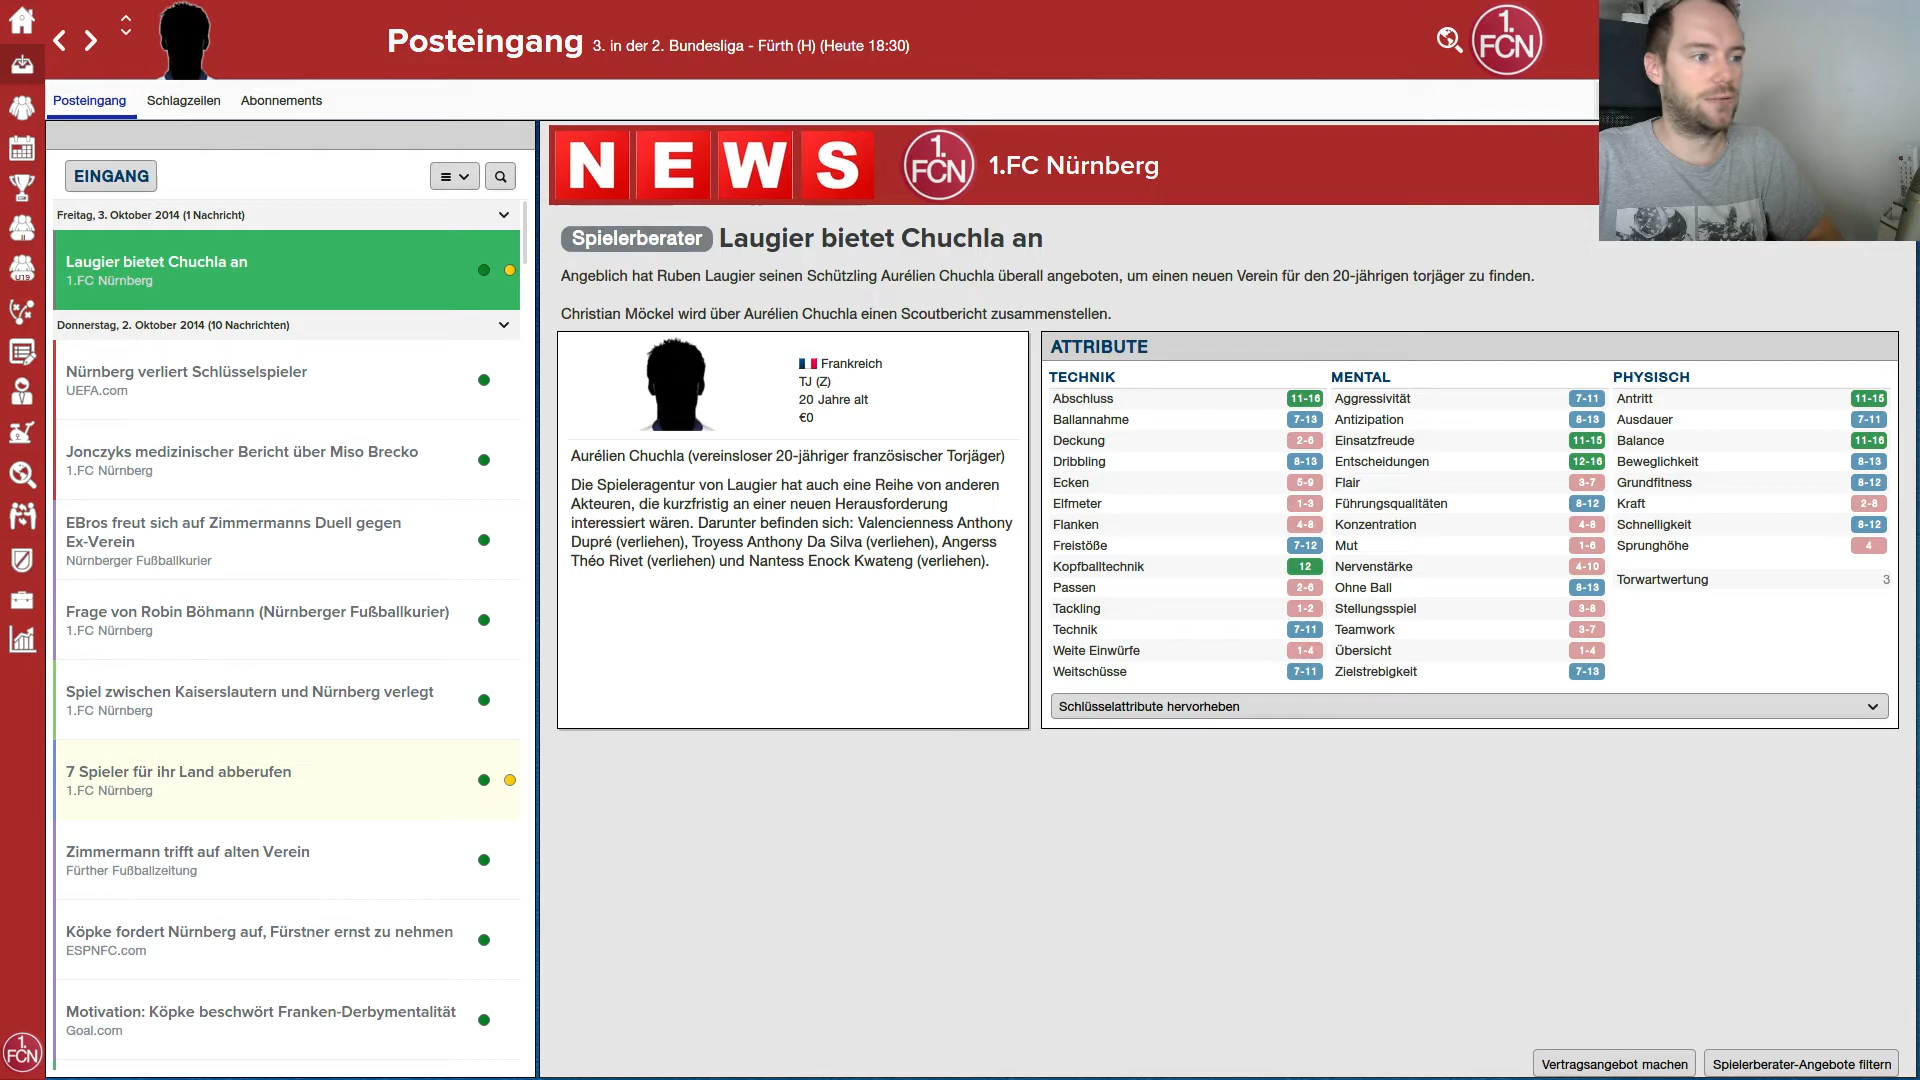 Posteingang 3. in der 2. Bundesliga - Fürth (H) (Heute 18:30)
1. FCN
Posteingang Schlagzeilen Abonnements
EINGANG
Freitag, 3. Oktober 2014 (1 Nachricht)
Laugier bietet Chuchla an
1.FC Nürnberg
Donnerstag, 2. Oktober 2014 (10 Nachrichten)
Nürnberg verliert Schlüsselspieler
UEFA.com
Jonczyks medizinischer Bericht über Miso Brecko
1.FC Nürnberg
EBros freut sich auf Zimmermanns Duell gegen
Ex-Verein
Nürnberger Fußballkurier
Frage von Robin Böhmann (Nürnberger Fußballkurier)
1.FC Nürnberg
Spiel zwischen Kaiserslautern und Nürnberg verlegt
1.FC Nürnberg
7 Spieler für ihr Land abberufen
1.FC Nürnberg
Zimmermann trifft auf alten Verein
Fürther Fußballzeitung
Köpke fordert Nürnberg auf, Fürstner ernst zu nehmen
ESPNFC.com
Motivation: Köpke beschwört Franken-Derbymentalität
Goal.com
II
U19
1. FCN
NEWS 1. FCN 1.FC Nürnberg
Spielerberater Laugier bietet Chuchla an
Angeblich hat Ruben Laugier seinen Schützling Aurélien Chuchla überall angeboten, um einen neuen Verein für den 20-jährigen torjäger zu finden.
Christian Möckel wird über Aurélien Chuchla einen Scoutbericht zusammenstellen.
Frankreich
TJ (Z)
20 Jahre alt
€0
Aurélien Chuchla (vereinsloser 20-jähriger französischer Torjäger)
Die Spieleragentur von Laugier hat auch eine Reihe von anderen
Akteuren, die kurzfristig an einer neuen Herausforderung
interessiert wären. Darunter befinden sich: Valencienness Anthony
Dupré (verliehen), Troyess Anthony Da Silva (verliehen), Angerss
Théo Rivet (verliehen) und Nantess Enock Kwateng (verliehen).
ATTRIBUTE
TECHNIK MENTAL PHYSISCH
Abschluss 11-16 Aggressivität 7-11 Antritt 11-15
Ballannahme 7-13 Antizipation 8-13 Ausdauer 7-11
Deckung 2-6 Einsatzfreude 11-15 Balance 11-16
Dribbling 8-13 Entscheidungen 12-16 Beweglichkeit 8-13
Ecken 5-9 Flair 3-7 Grundfitness 8-12
Elfmeter 1-3 Führungsqualitäten 8-12 Kraft 2-8
Flanken 4-8 Konzentration 4-8 Schnelligkeit 8-12
Freistöße 7-12 Mut 1-6 Sprunghöhe 4
Kopfballtechnik 12 Nervenstärke 4-10
Passen 2-6 Ohne Ball 8-13 Torwartwertung 3
Tackling 1-2 Stellungsspiel 3-8
Technik 7-11 Teamwork 3-7
Weite Einwürfe 1-4 Übersicht 1-4
Weitschüsse 7-11 Zielstrebigkeit 7-13
Schlüsselattribute hervorheben
Vertragsangebot machen Spielerberater-Angebote filtern